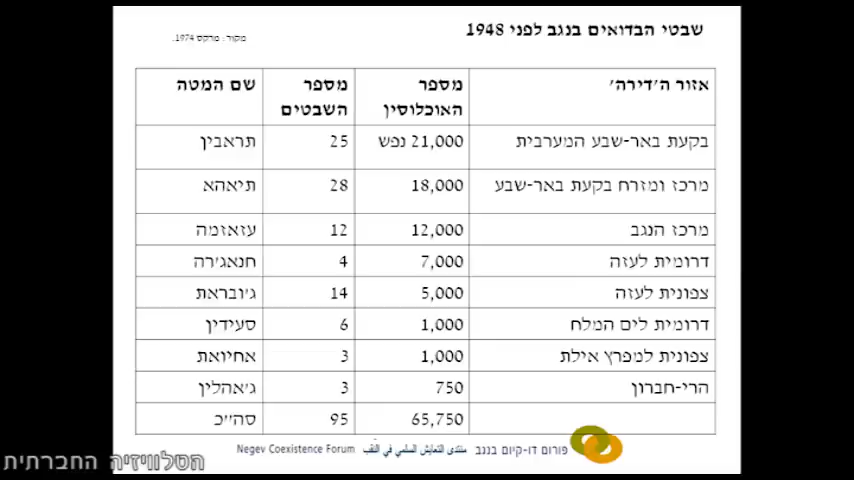 שבטי הבדואים בנגב לפני 1948
מקור: מרקס 1974.
אזור ה'דירה' מספר האוכלוסין מספר השבטים שם המטה
בקעת באר-שבע המערבית 21,000 נפש 25 תראבין
מרכז ומזרח בקעת באר-שבע 18,000 28 תיאהא
מרכז הנגב 12,000 12 עזאזמה
דרומית לעזה 7,000 4 חנאג'רה
צפונית לעזה 5,000 14 ג'ובראת
דרומית לים המלח 1,000 6 סעידין
צפונית למפרץ אילת 1,000 3 אחיואת
הרי-חברון 750 3 ג'אהלין
65,750 95 סה"כ
פורום דו-קיום בנגב منتدى التعايش السلمي في النقب Negev Coexistence Forum
הטלוויזיה החברתית